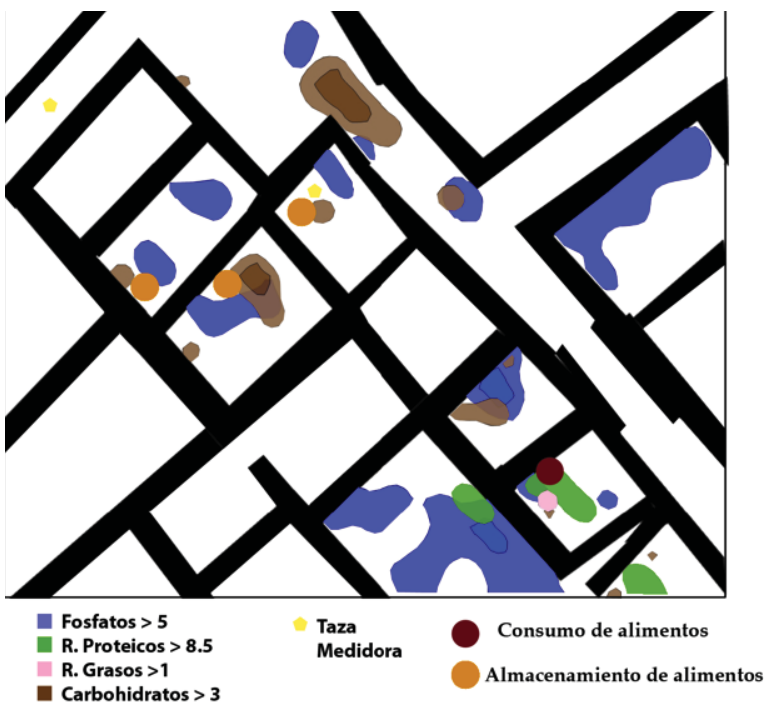 Fosfatos > 5
R. Proteicos > 8.5
R. Grasos >1
Carbohidratos > 3
Taza
Medidora
Consumo de alimentos
Almacenamiento de alimentos